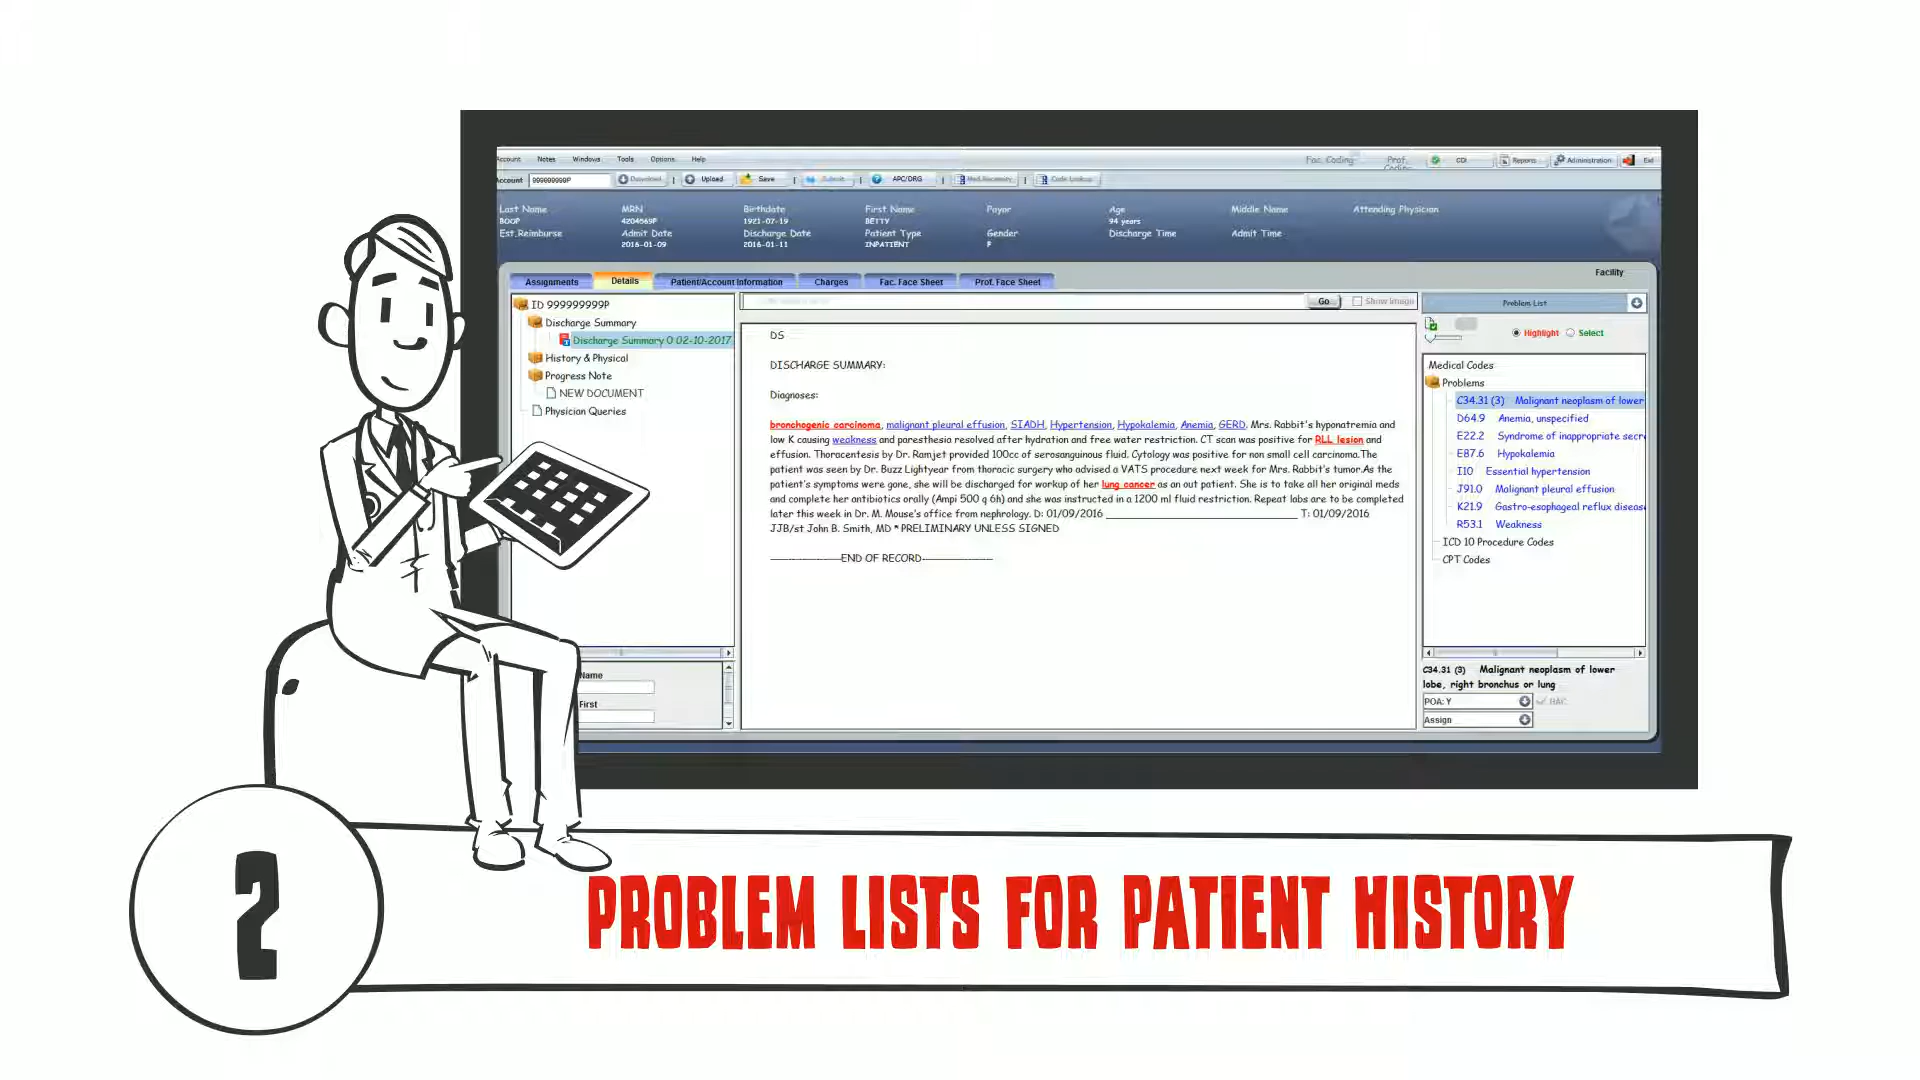 Account Notes Windows Tools Options Help Fac. Coding Prof. Coding CDI Reports Administration Exit
Account 999999999P Download Upload Save Submit APC/DRG Med.Necessity Code Lookup
Last Name MRN Birthdate First Name Payor Age Middle Name Attending Physician
BOOP 4204569P 1921-07-19 BETTY 94 years
Est.Reimburse Admit Date Discharge Date Patient Type Gender Discharge Time Admit Time
2016-01-09 2016-01-11 INPATIENT F
Facility
Assignments Details Patient/Account Information Charges Fac. Face Sheet Prof. Face Sheet
ID 999999999P
Discharge Summary
Discharge Summary 0 02-10-2017
History & Physical
Progress Note
NEW DOCUMENT
Physician Queries
Name
First
Go Show Image
DS
DISCHARGE SUMMARY:
Diagnoses:
bronchogenic carcinoma, malignant pleural effusion, SIADH, Hypertension, Hypokalemia, Anemia, GERD. Mrs. Rabbit's hyponatremia and
low K causing weakness and paresthesia resolved after hydration and free water restriction. CT scan was positive for RLL lesion and
effusion. Thoracentesis by Dr. Ramjet provided 100cc of serosanguinous fluid. Cytology was positive for non small cell carcinoma.The
patient was seen by Dr. Buzz Lightyear from thoracic surgery who advised a VATS procedure next week for Mrs. Rabbit's tumor.As the
patient's symptoms were gone, she will be discharged for workup of her lung cancer as an out patient. She is to take all her original meds
and complete her antibiotics orally (Ampi 500 q 6h) and she was instructed in a 1200 ml fluid restriction. Repeat labs are to be completed
later this week in Dr. M. Mouse's office from nephrology. D: 01/09/2016 ______________________________ T: 01/09/2016
JJB/st John B. Smith, MD * PRELIMINARY UNLESS SIGNED
--------------------END OF RECORD--------------------
Problem List
Highlight Select
Medical Codes
Problems
C34.31 (3) Malignant neoplasm of lower
D64.9 Anemia, unspecified
E22.2 Syndrome of inappropriate secre
E87.6 Hypokalemia
I10 Essential hypertension
J91.0 Malignant pleural effusion
K21.9 Gastro-esophageal reflux disease
R53.1 Weakness
ICD 10 Procedure Codes
CPT Codes
C34.31 (3) Malignant neoplasm of lower
lobe, right bronchus or lung
POA: Y HAC
Assign
2
PROBLEM LISTS FOR PATIENT HISTORY